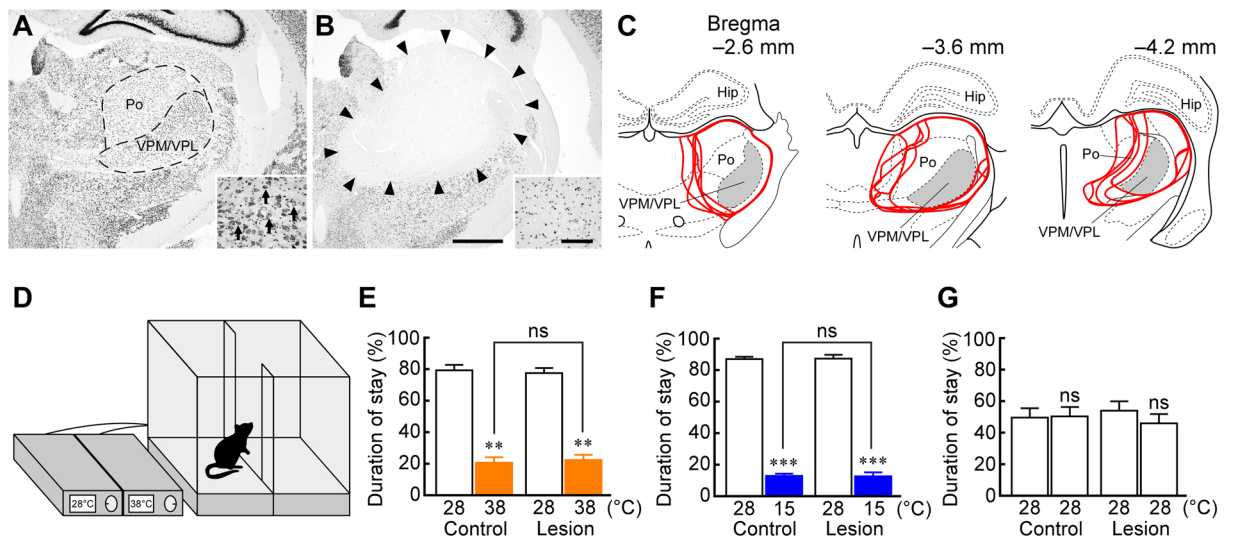 A
Po
VPM/VPL
B
C
Bregma
–2.6 mm
–3.6 mm
–4.2 mm
Hip
Po
VPM/VPL
Hip
Po
VPM/VPL
Hip
Po
VPM/VPL
D
28°C
38°C
E
Duration of stay (%)
100
80
60
40
20
0
ns
**
**
28 38 28 38 (°C)
Control Lesion
F
Duration of stay (%)
100
80
60
40
20
0
ns
***
***
28 15 28 15 (°C)
Control Lesion
G
Duration of stay (%)
100
80
60
40
20
0
ns
ns
28 28 28 28 (°C)
Control Lesion